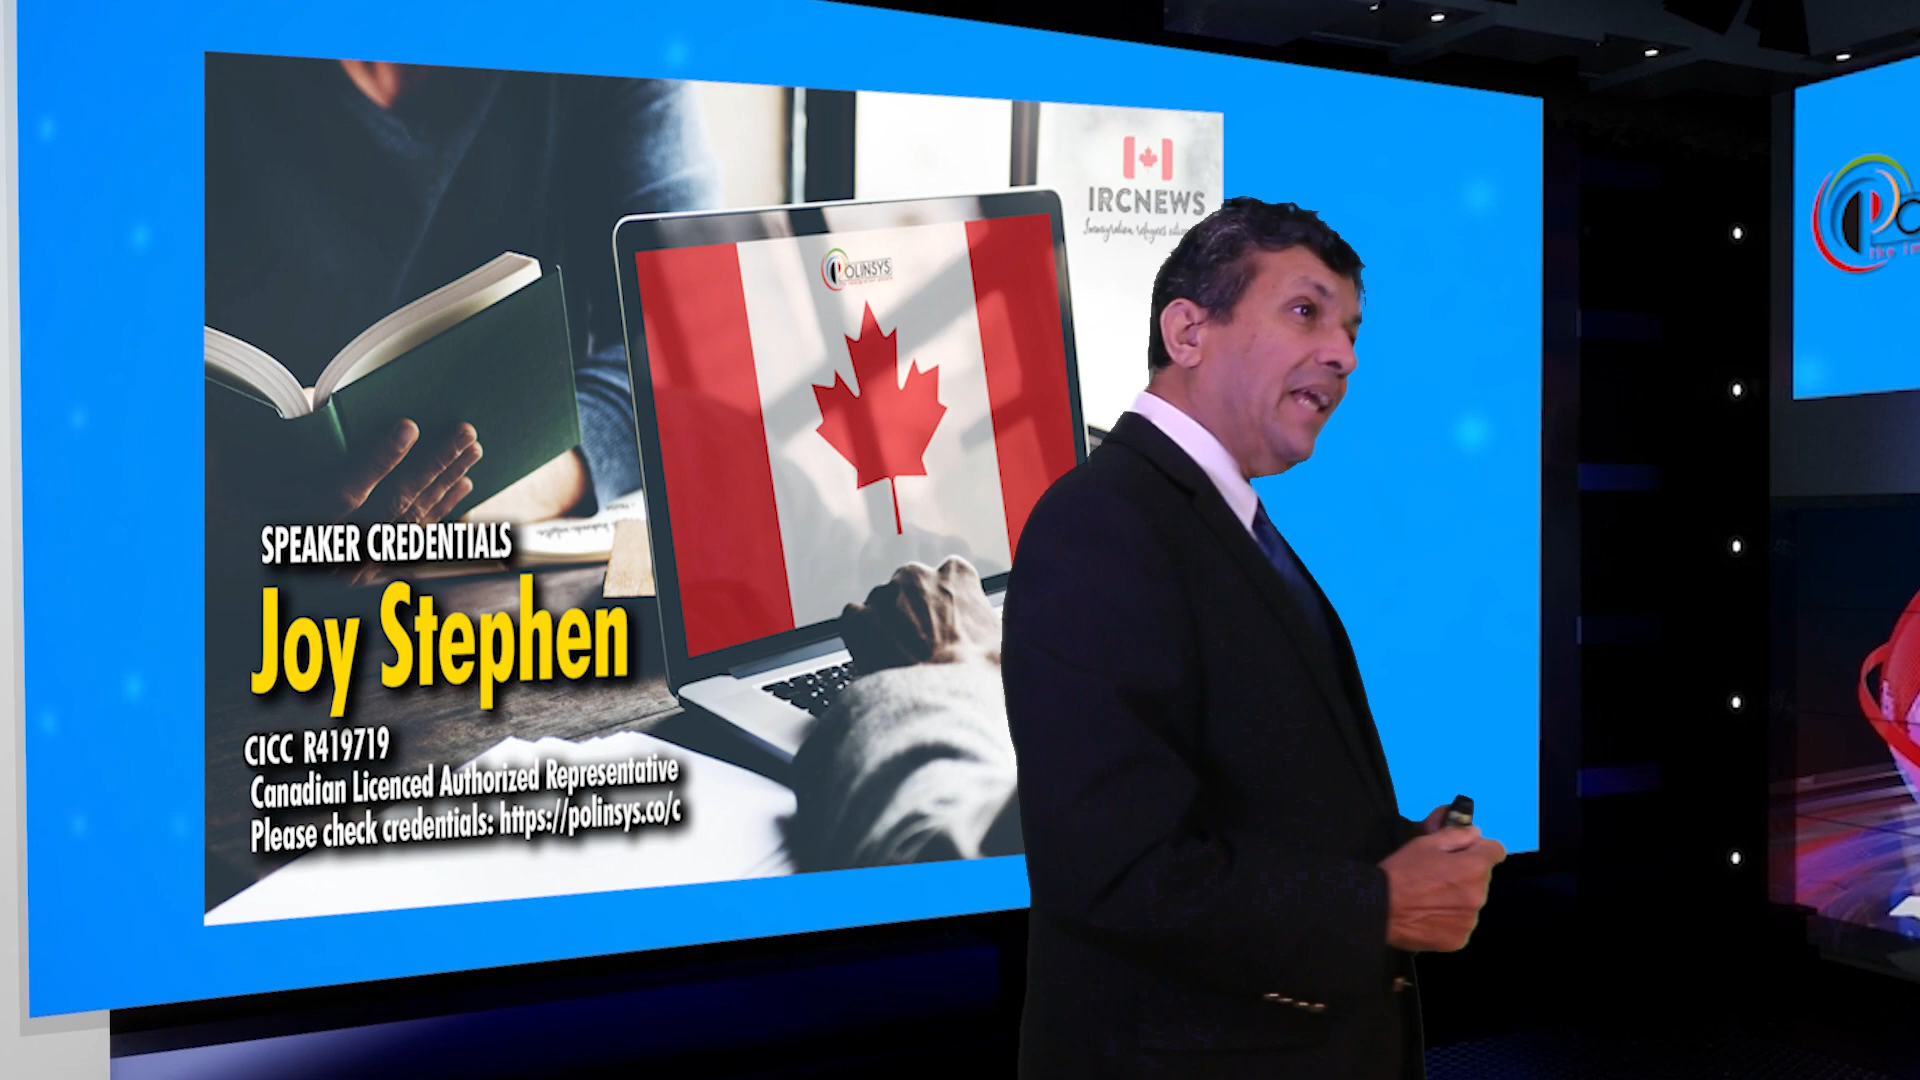 IRCNEWS
POLINSYS
SPEAKER CREDENTIALS
Joy Stephen
CICC R419719
Canadian Licenced Authorized Representative
Please check credentials: https://polinsys.co/c